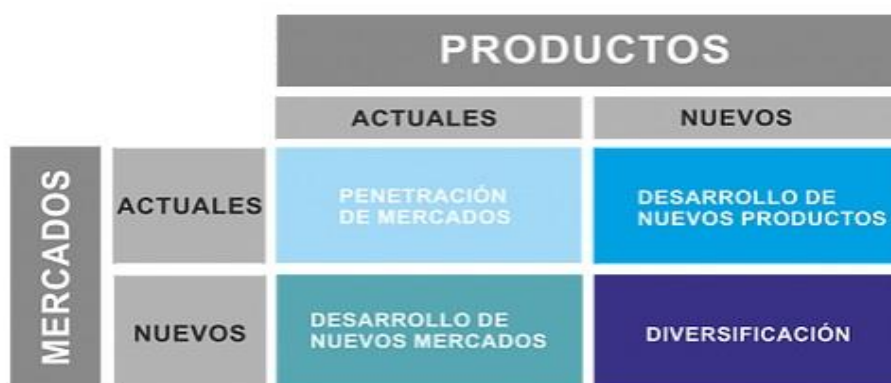 PRODUCTOS
ACTUALES
NUEVOS
MERCADOS
ACTUALES
PENETRACIÓN
DE MERCADOS
DESARROLLO DE
NUEVOS PRODUCTOS
NUEVOS
DESARROLLO DE
NUEVOS MERCADOS
DIVERSIFICACIÓN